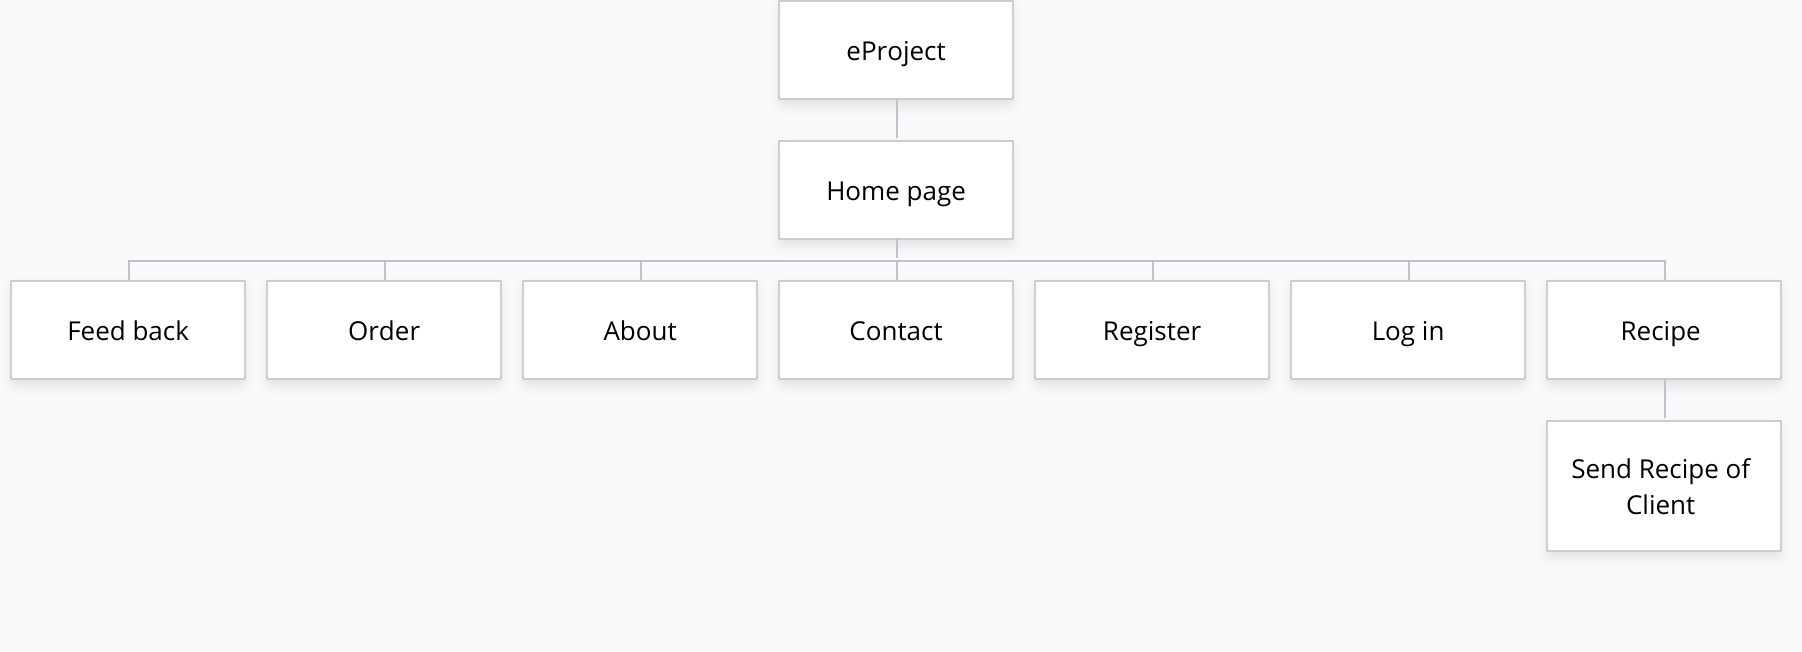 eProject
Home page
Feed back
Order
About
Contact
Register
Log in
Recipe
Send Recipe of
Client